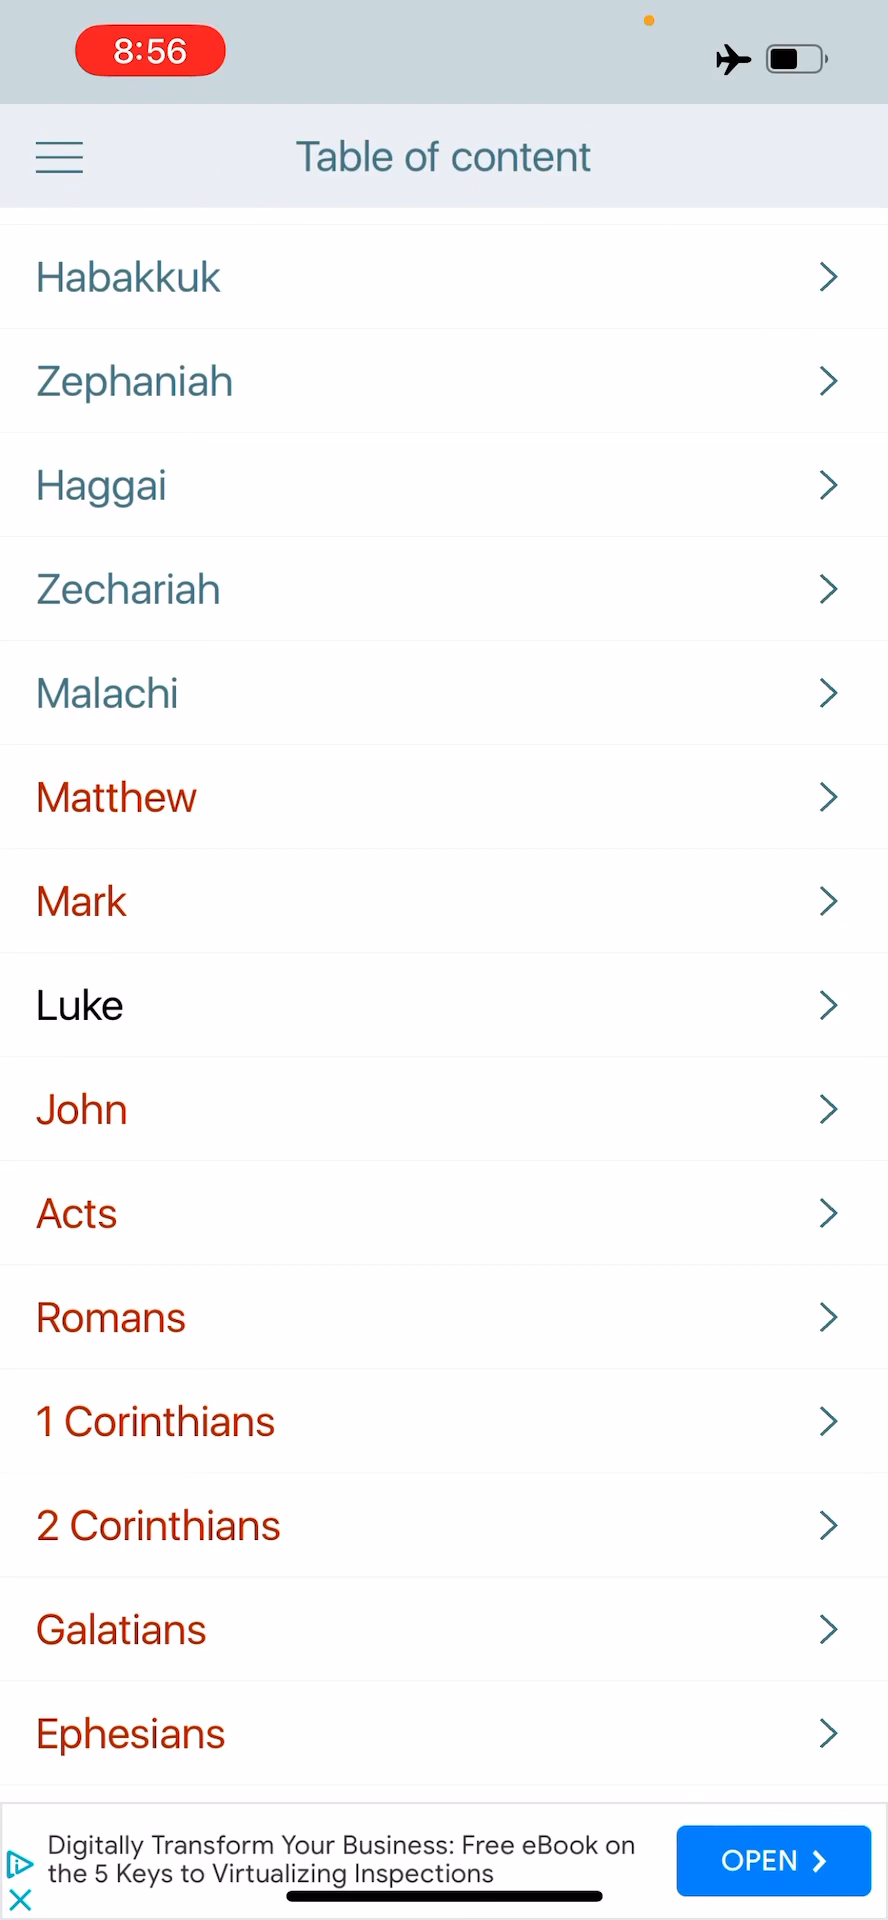 8:56
Table of content
Habakkuk
Zephaniah
Haggai
Zechariah
Malachi
Matthew
Mark
Luke
John
Acts
Romans
1 Corinthians
2 Corinthians
Galatians
Ephesians
Digitally Transform Your Business: Free eBook on
the 5 Keys to Virtualizing Inspections
OPEN